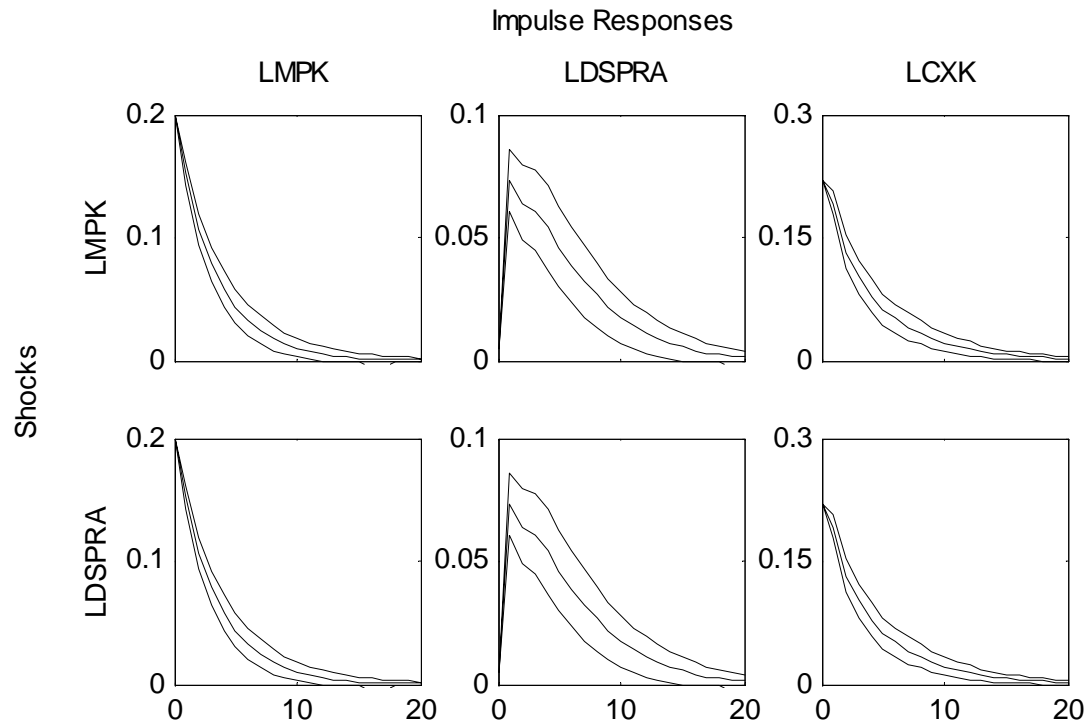 Impulse Responses
LMPK LDSPRA LCXK
0.2 0.1 0.3
LMPK
0.1 0.05 0.15
0 0 0
Shocks
0.2 0.1 0.3
LDSPRA
0.1 0.05 0.15
0 0 0
0 10 20 0 10 20 0 10 20